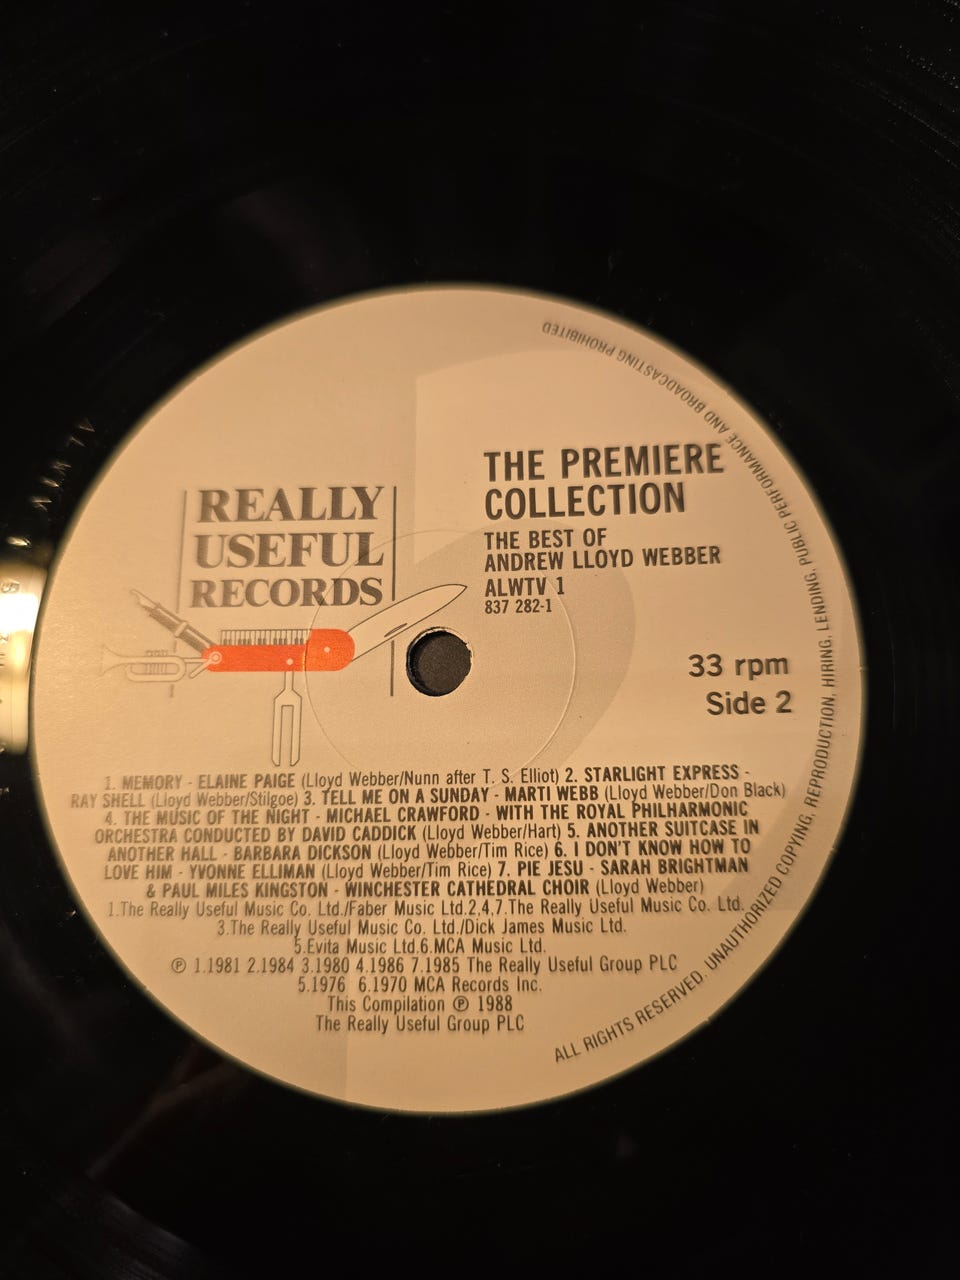 REALLY
USEFUL
RECORDS
THE PREMIERE
COLLECTION
THE BEST OF
ANDREW LLOYD WEBBER
ALWTV 1
837 282-1
33 rpm
Side 2
1. MEMORY - ELAINE PAIGE (Lloyd Webber/Nunn after T. S. Elliot) 2. STARLIGHT EXPRESS -
RAY SHELL (Lloyd Webber/Stilgoe) 3. TELL ME ON A SUNDAY - MARTI WEBB (Lloyd Webber/Don Black)
4. THE MUSIC OF THE NIGHT - MICHAEL CRAWFORD - WITH THE ROYAL PHILHARMONIC
ORCHESTRA CONDUCTED BY DAVID CADDICK (Lloyd Webber/Hart) 5. ANOTHER SUITCASE IN
ANOTHER HALL - BARBARA DICKSON (Lloyd Webber/Tim Rice) 6. I DON'T KNOW HOW TO
LOVE HIM - YVONNE ELLIMAN (Lloyd Webber/Tim Rice) 7. PIE JESU - SARAH BRIGHTMAN
& PAUL MILES KINGSTON - WINCHESTER CATHEDRAL CHOIR (Lloyd Webber)
1.The Really Useful Music Co. Ltd./Faber Music Ltd.2,4,7.The Really Useful Music Co. Ltd.
3.The Really Useful Music Co. Ltd./Dick James Music Ltd.
5.Evita Music Ltd.6.MCA Music Ltd.
℗ 1.1981 2.1984 3.1980 4.1986 7.1985 The Really Useful Group PLC
5.1976 6.1970 MCA Records Inc.
This Compilation ℗ 1988
The Really Useful Group PLC
ALL RIGHTS RESERVED. UNAUTHORIZED COPYING, REPRODUCTION, HIRING, LENDING, PUBLIC PERFORMANCE AND BROADCASTING PROHIBITED